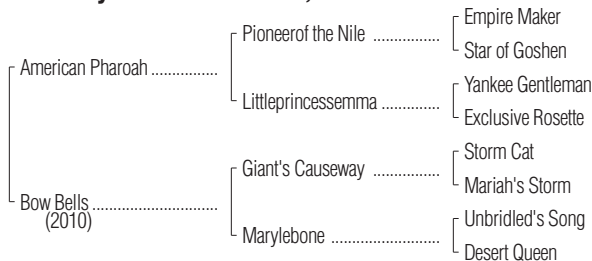 Empire Maker
Pioneerof the Nile ................
Star of Goshen
American Pharoah ...............
Yankee Gentleman
Littleprincessemma ..............
Exclusive Rosette
Storm Cat
Giant's Causeway ................
Mariah's Storm
Bow Bells ............................
(2010)
Unbridled's Song
Marylebone ..........................
Desert Queen